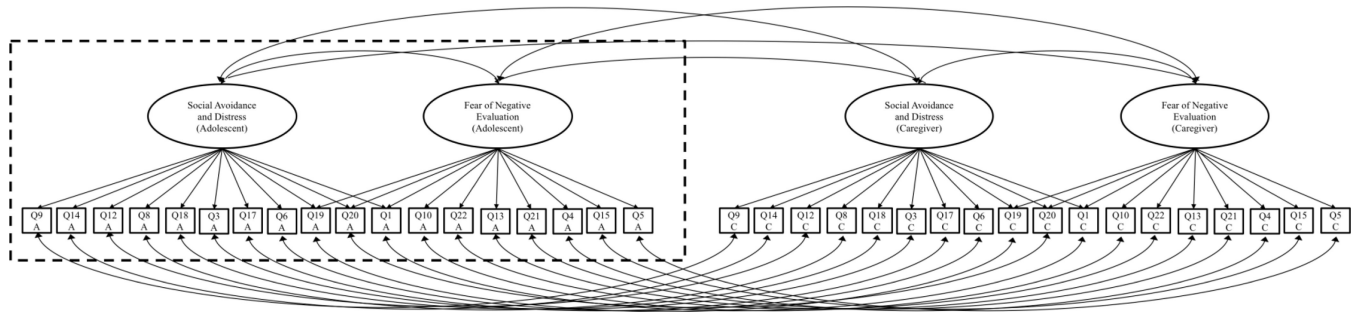 Social Avoidance
and Distress
(Adolescent)
Fear of Negative
Evaluation
(Adolescent)
Social Avoidance
and Distress
(Caregiver)
Fear of Negative
Evaluation
(Caregiver)
Q9
A
Q14
A
Q12
A
Q8
A
Q18
A
Q3
A
Q17
A
Q6
A
Q19
A
Q20
A
Q1
A
Q10
A
Q22
A
Q13
A
Q21
A
Q4
A
Q15
A
Q5
A
Q9
C
Q14
C
Q12
C
Q8
C
Q18
C
Q3
C
Q17
C
Q6
C
Q19
C
Q20
C
Q1
C
Q10
C
Q22
C
Q13
C
Q21
C
Q4
C
Q15
C
Q5
C